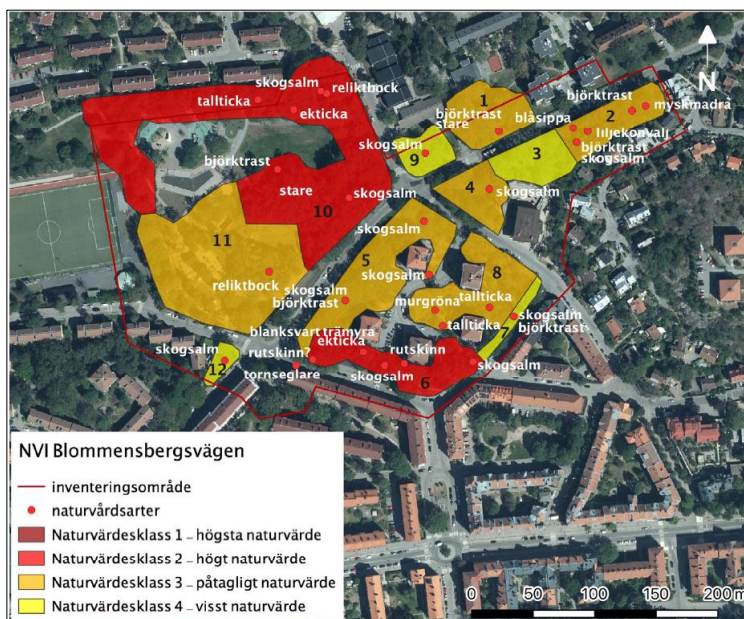 N
skogsalm
reliktbock
tallticka
ekticka
1
björktrast
stare
blåsippa
björktrast
2
myskmadra
liljekonvalj
björktrast
skogsalm
skogsalm
9
3
björktrast
4
skogsalm
stare
10
skogsalm
11
skogsalm
5
8
reliktbock
skogsalm
skogsalm
björktrast
tallticka
murgröna
7
skogsalm
björktrast
tallticka
blanksvart trämyra
ekticka
rutskinn?
rutskinn
skogsalm
12
tornseglare
skogsalm
6
skogsalm
NVI Blommensbergsvägen
inventeringsområde
naturvårdsarter
Naturvärdesklass 1 – högsta naturvärde
Naturvärdesklass 2 – högt naturvärde
Naturvärdesklass 3 – påtagligt naturvärde
Naturvärdesklass 4 – visst naturvärde
0 50 100 150 200 m